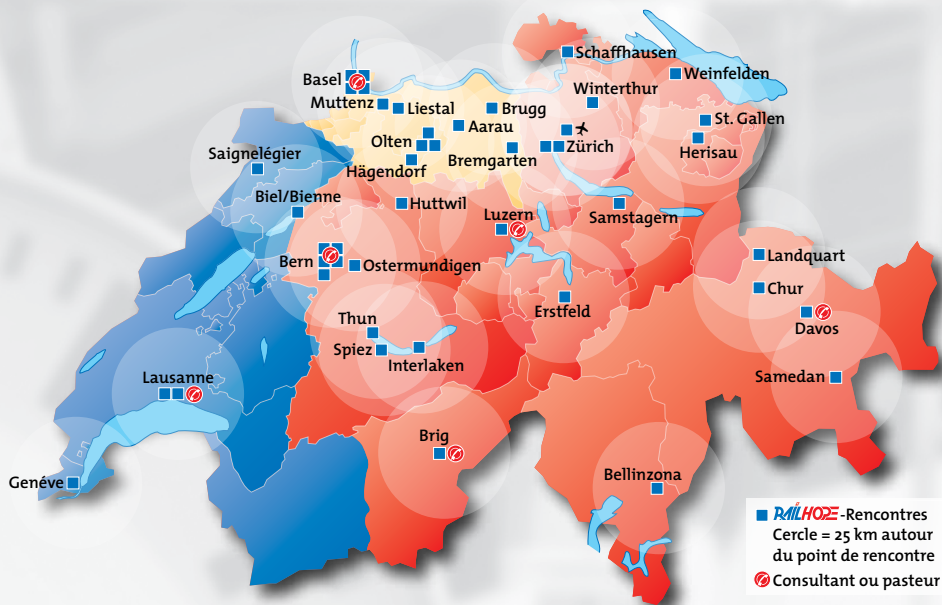 Schaffhausen
Basel
Weinfelden
Muttenz
Liestal
Brugg
Winterthur
St. Gallen
Aarau
Olten
Zürich
Herisau
Saignelégier
Bremgarten
Hägendorf
Biel/Bienne
Huttwil
Luzern
Samstagern
Bern
Ostermundigen
Landquart
Chur
Erstfeld
Thun
Davos
Spiez
Interlaken
Lausanne
Samedan
Brig
Genéve
Bellinzona
RAILHOPE-Rencontres
Cercle = 25 km autour
du point de rencontre
Consultant ou pasteur